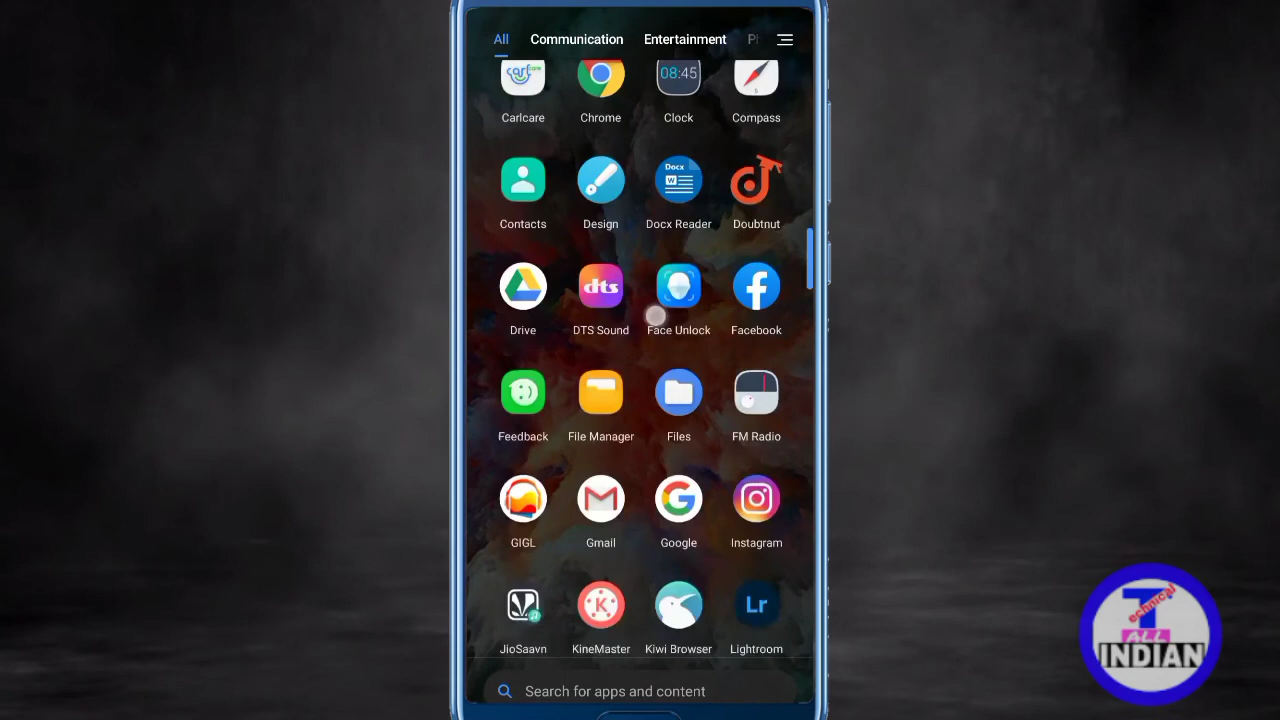 All Communication Entertainment
Carlcare Chrome Clock Compass
08:45
Contacts Design Docx Reader Doubtnut
Docx
W
Drive DTS Sound Face Unlock Facebook
dts
Feedback File Manager Files FM Radio
GIGL Gmail Google Instagram
JioSaavn KineMaster Kiwi Browser Lightroom
K
Lr
Search for apps and content
Technical
ALL
INDIAN